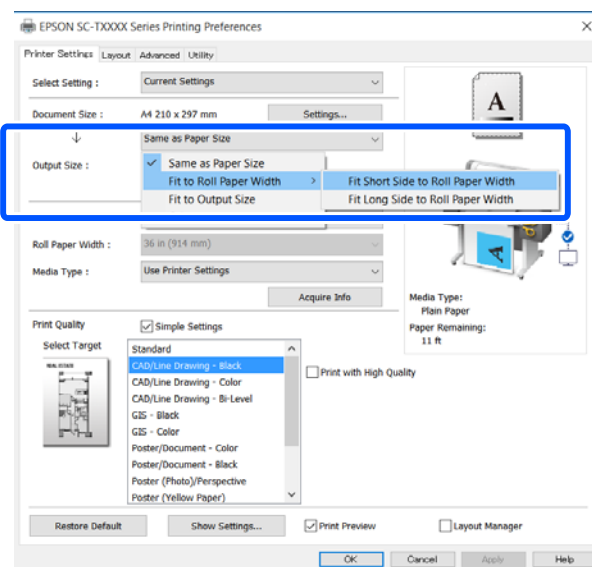 EPSON SC-TXXXX Series Printing Preferences
Printer Settings Layout Advanced Utility
Select Setting : Current Settings
Document Size : A4 210 x 297 mm Settings...
Same as Paper Size
Output Size : Same as Paper Size
Fit to Roll Paper Width Fit Short Side to Roll Paper Width
Fit to Output Size Fit Long Side to Roll Paper Width
Roll Paper Width : 36 in (914 mm)
Media Type : Use Printer Settings
Acquire Info
Media Type:
Plain Paper
Paper Remaining:
11 ft
Print Quality Simple Settings
Select Target
Standard
CAD/Line Drawing - Black
CAD/Line Drawing - Color
CAD/Line Drawing - Bi-Level
GIS - Black
GIS - Color
Poster/Document - Color
Poster/Document - Black
Poster (Photo)/Perspective
Poster (Yellow Paper)
Print with High Quality
REAL ESTATE
A
A
Restore Default Show Settings... Print Preview Layout Manager
OK Cancel Apply Help